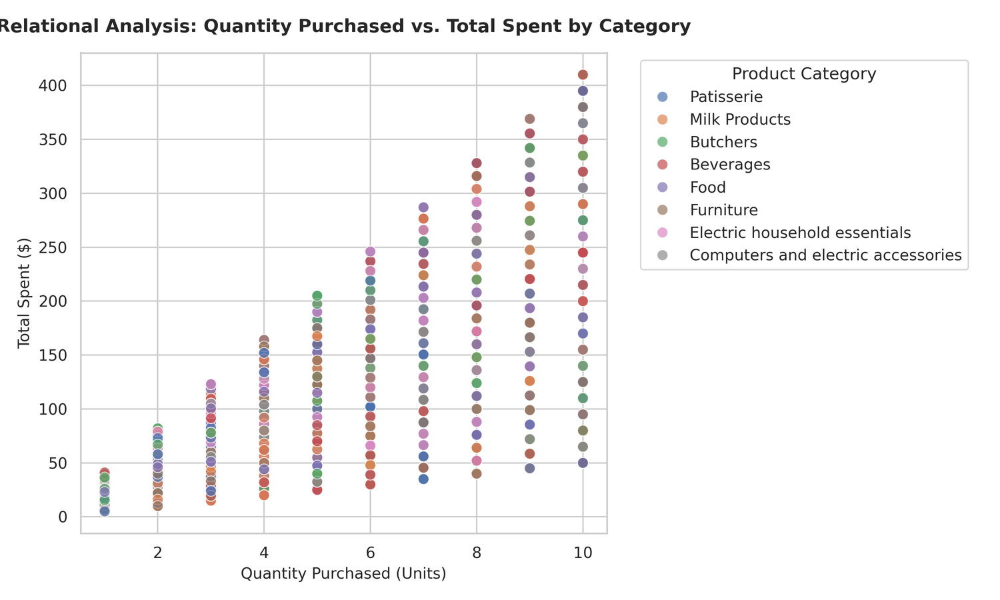 Relational Analysis: Quantity Purchased vs. Total Spent by Category
Product Category
Patisserie
Milk Products
Butchers
Beverages
Food
Furniture
Electric household essentials
Computers and electric accessories
Total Spent ($)
400
350
300
250
200
150
100
50
0
2 4 6 8 10
Quantity Purchased (Units)